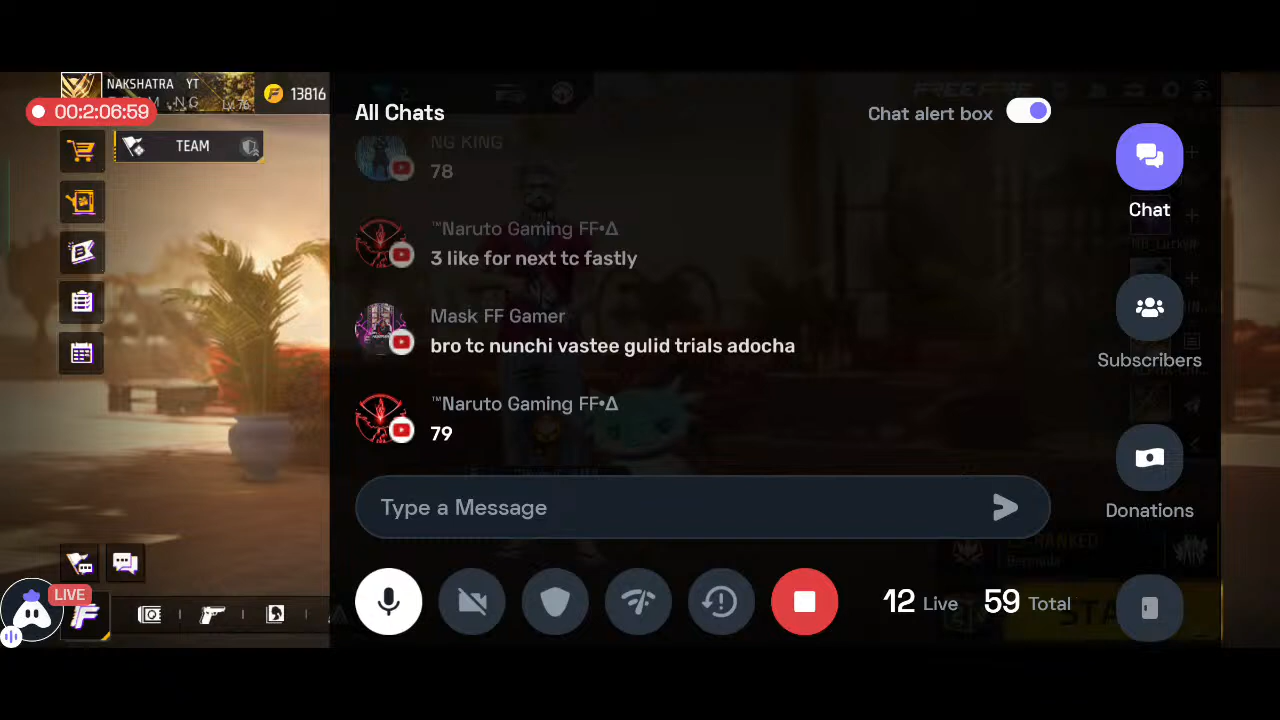 NAKSHATRA YT
Lv. 76
13816
00:2:06:59
TEAM
All Chats
Chat alert box
NG KING
78
™Naruto Gaming FF•Δ
3 like for next tc fastly
Mask FF Gamer
bro tc nunchi vastee gulid trials adocha
™Naruto Gaming FF•Δ
79
Type a Message
Chat
Subscribers
Donations
LIVE
12 Live 59 Total